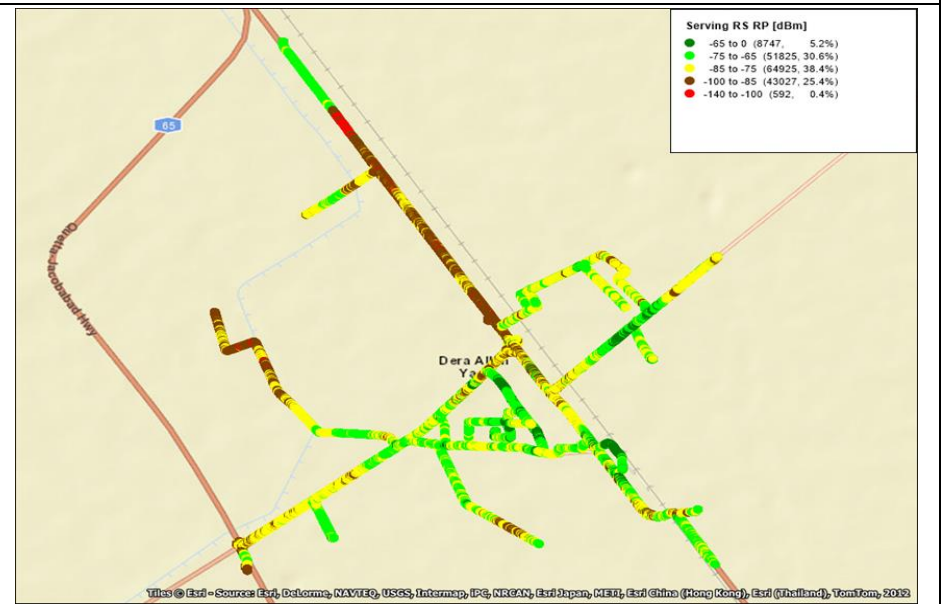 Serving RS RP [dBm]
-65 to 0 (8747, 5.2%)
-75 to -65 (51825, 30.6%)
-85 to -75 (64925, 38.4%)
-100 to -85 (43027, 25.4%)
-140 to -100 (592, 0.4%)
65
Quetta-Jacobabad Hwy
Dera
Tiles © Esri - Source: Esri, DeLorme, NAVTEQ, USGS, Intermap, iPC, NRCAN, Esri Japan, METI, Esri China (Hong Kong), Esri (Thailand), TomTom, 2012